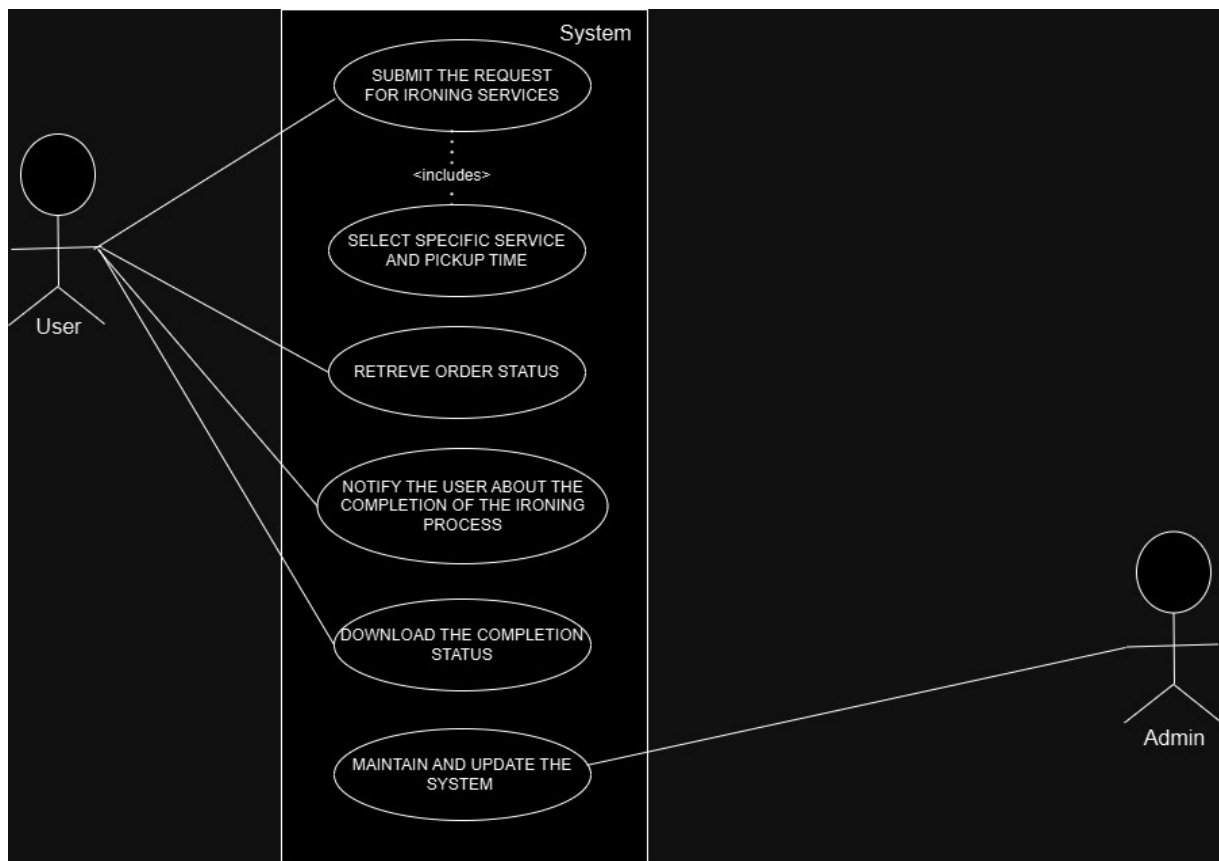 System
SUBMIT THE REQUEST
FOR IRONING SERVICES
<includes>
SELECT SPECIFIC SERVICE
AND PICKUP TIME
User
RETREVE ORDER STATUS
NOTIFY THE USER ABOUT THE
COMPLETION OF THE IRONING
PROCESS
DOWNLOAD THE COMPLETION
STATUS
Admin
MAINTAIN AND UPDATE THE
SYSTEM